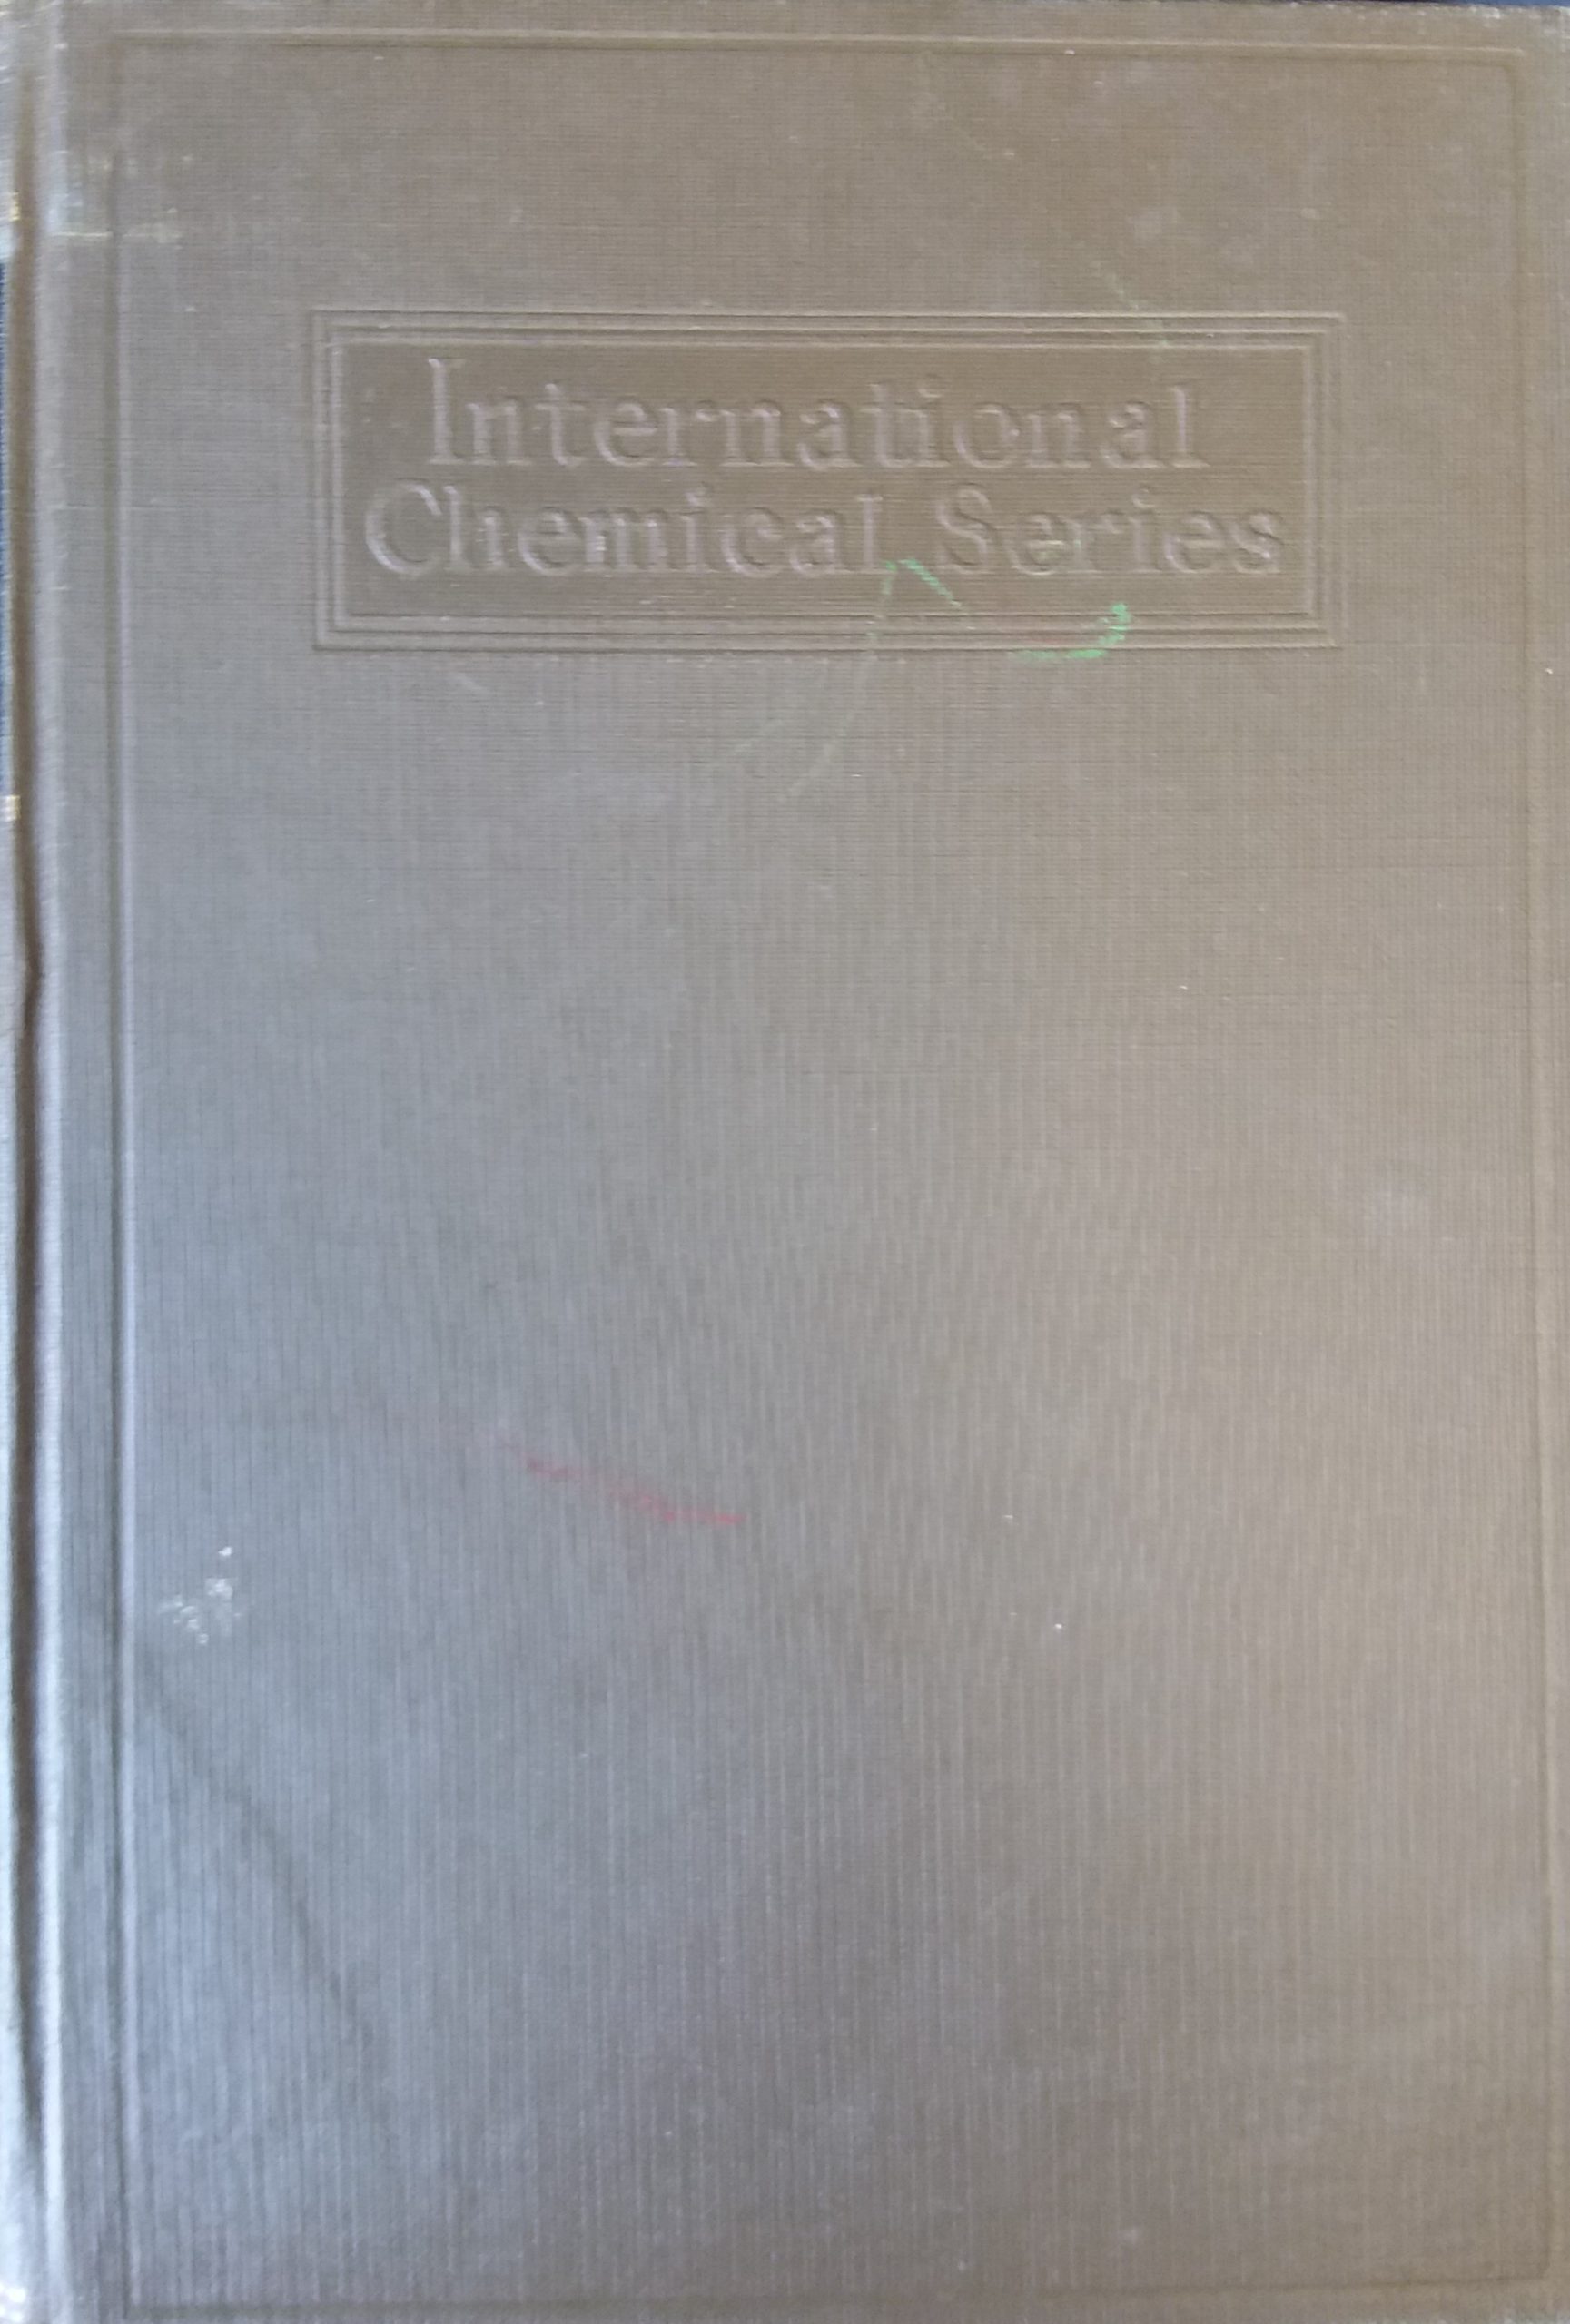 International
Chemical Series